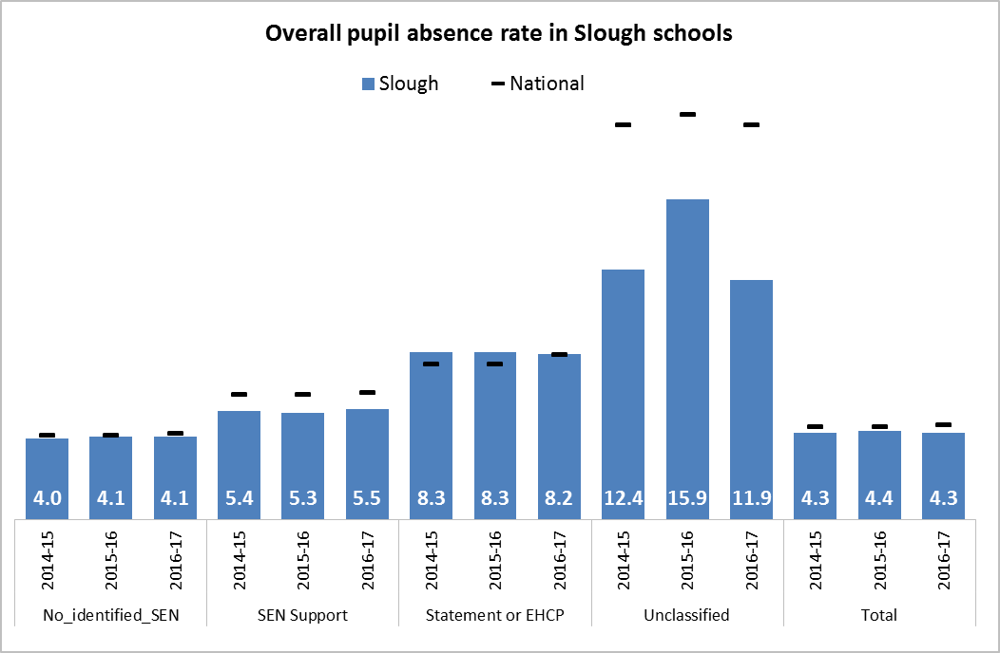 Overall pupil absence rate in Slough schools
Slough National
4.0 4.1 4.1 5.4 5.3 5.5 8.3 8.3 8.2 12.4 15.9 11.9 4.3 4.4 4.3
2014-15 2015-16 2016-17 2014-15 2015-16 2016-17 2014-15 2015-16 2016-17 2014-15 2015-16 2016-17 2014-15 2015-16 2016-17
No_identified_SEN SEN Support Statement or EHCP Unclassified Total